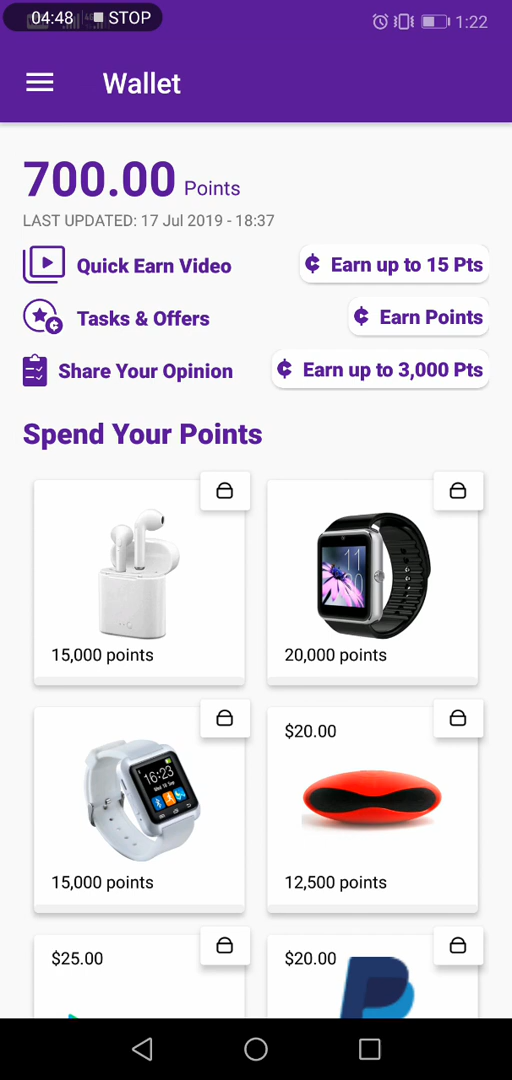 04:48 STOP 1:22
Wallet
700.00 Points
LAST UPDATED: 17 Jul 2019 - 18:37
Quick Earn Video Earn up to 15 Pts
Tasks & Offers Earn Points
Share Your Opinion Earn up to 3,000 Pts
Spend Your Points
15,000 points
20,000 points
16:23
15,000 points
$20.00
12,500 points
$25.00
$20.00